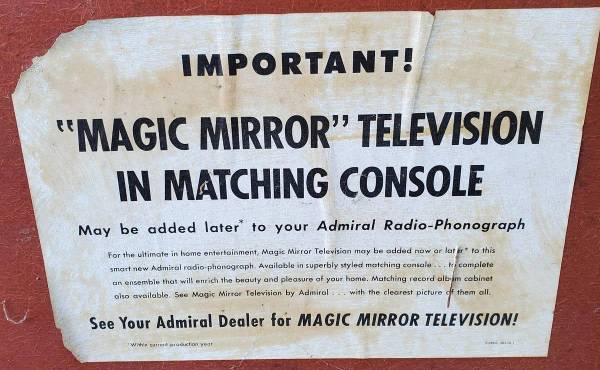 IMPORTANT!
"MAGIC MIRROR" TELEVISION
IN MATCHING CONSOLE
May be added later* to your Admiral Radio-Phonograph
For the ultimate in home entertainment, Magic Mirror Television may be added now or later* to this
smart new Admiral radio-phonograph. Available in superbly styled matching console . . . to complete
an ensemble that will enrich the beauty and pleasure of your home. Matching record album cabinet
also available. See Magic Mirror Television by Admiral . . . with the clearest picture of them all.
See Your Admiral Dealer for MAGIC MIRROR TELEVISION!
*Within current production year